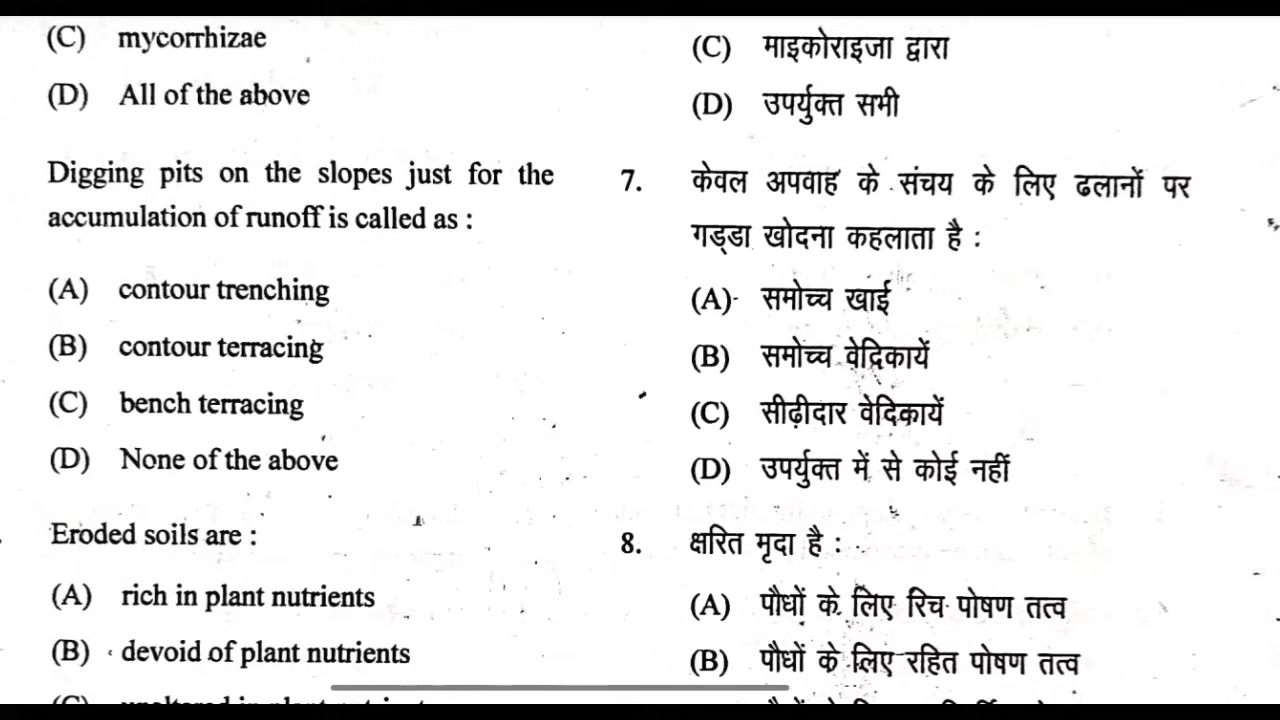 (C) mycorrhizae
(D) All of the above
Digging pits on the slopes just for the
accumulation of runoff is called as :
(A) contour trenching
(B) contour terracing
(C) bench terracing
(D) None of the above
Eroded soils are :
(A) rich in plant nutrients
(B) devoid of plant nutrients
(C) माइकोराइजा द्वारा
(D) उपर्युक्त सभी
7. केवल अपवाह के संचय के लिए ढलानों पर
गड्डा खोदना कहलाता है :
(A) समोच्च खाई
(B) समोच्च वेदिकायें
(C) सीढ़ीदार वेदिकायें
(D) उपर्युक्त में से कोई नहीं
8. क्षरित मृदा है :
(A) पौधों के लिए रिच पोषण तत्व
(B) पौधों के लिए रहित पोषण तत्व